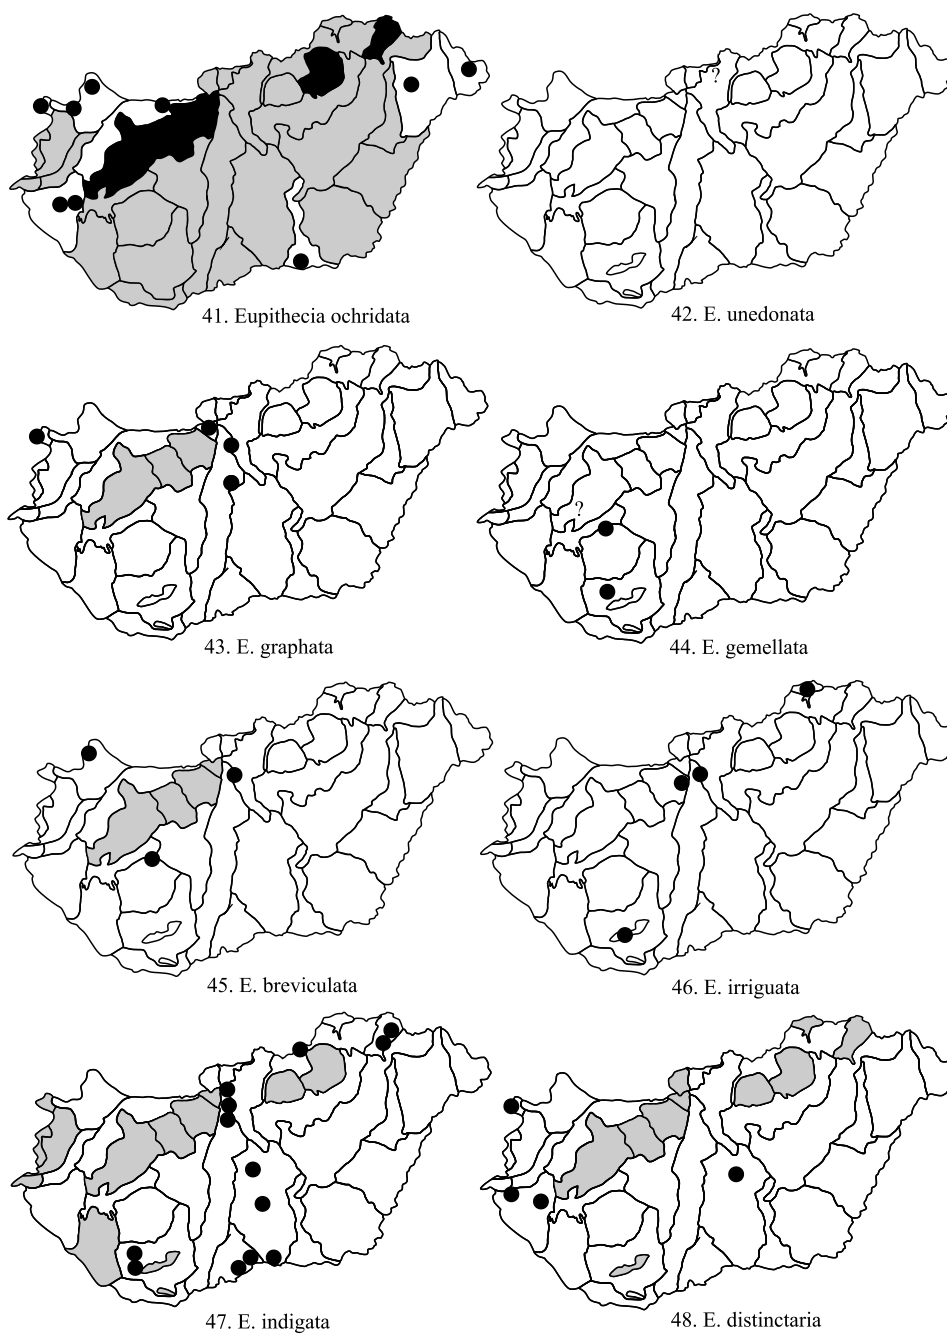 ?
41. Eupithecia ochridata
42. E. unedonata
?
43. E. graphata
44. E. gemellata
45. E. breviculata
46. E. irriguata
47. E. indigata
48. E. distinctaria